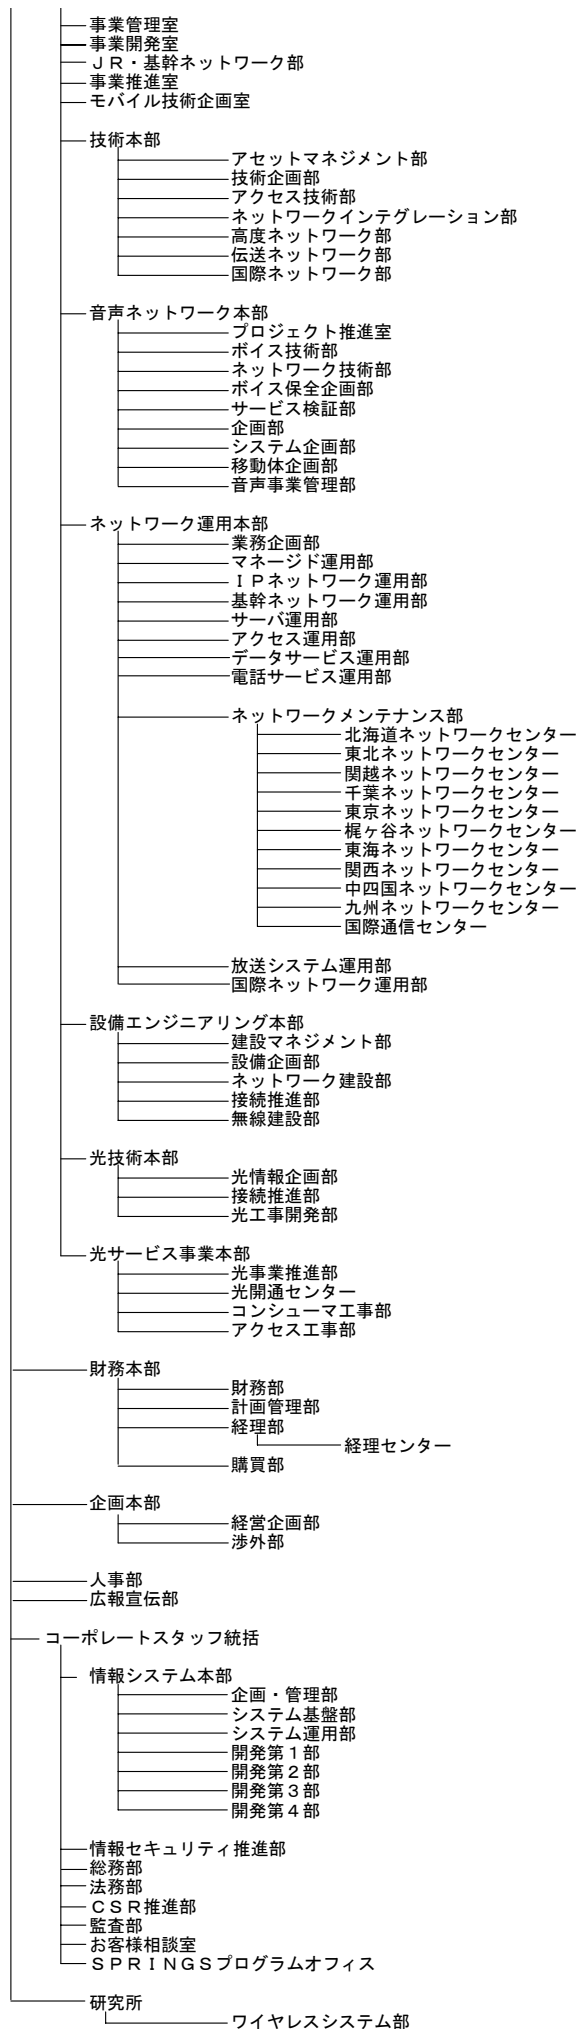 事業管理室
事業開発室
ＪＲ・基幹ネットワーク部
事業推進室
モバイル技術企画室
技術本部
アセットマネジメント部
技術企画部
アクセス技術部
ネットワークインテグレーション部
高度ネットワーク部
伝送ネットワーク部
国際ネットワーク部
音声ネットワーク本部
プロジェクト推進室
ボイス技術部
ネットワーク技術部
ボイス保全企画部
サービス検証部
企画部
システム企画部
移動体企画部
音声事業管理部
ネットワーク運用本部
業務企画部
マネージド運用部
ＩＰネットワーク運用部
基幹ネットワーク運用部
サーバ運用部
アクセス運用部
データサービス運用部
電話サービス運用部
ネットワークメンテナンス部
北海道ネットワークセンター
東北ネットワークセンター
関越ネットワークセンター
千葉ネットワークセンター
東京ネットワークセンター
梶ヶ谷ネットワークセンター
東海ネットワークセンター
関西ネットワークセンター
中四国ネットワークセンター
九州ネットワークセンター
国際通信センター
放送システム運用部
国際ネットワーク運用部
設備エンジニアリング本部
建設マネジメント部
設備企画部
ネットワーク建設部
接続推進部
無線建設部
光技術本部
光情報企画部
接続推進部
光工事開発部
光サービス事業本部
光事業推進部
光開通センター
コンシューマ工事部
アクセス工事部
財務本部
財務部
計画管理部
経理部
経理センター
購買部
企画本部
経営企画部
渉外部
人事部
広報宣伝部
コーポレートスタッフ統括
情報システム本部
企画・管理部
システム基盤部
システム運用部
開発第１部
開発第２部
開発第３部
開発第４部
情報セキュリティ推進部
総務部
法務部
ＣＳＲ推進部
監査部
お客様相談室
ＳＰＲＩＮＧＳプログラムオフィス
研究所
ワイヤレスシステム部